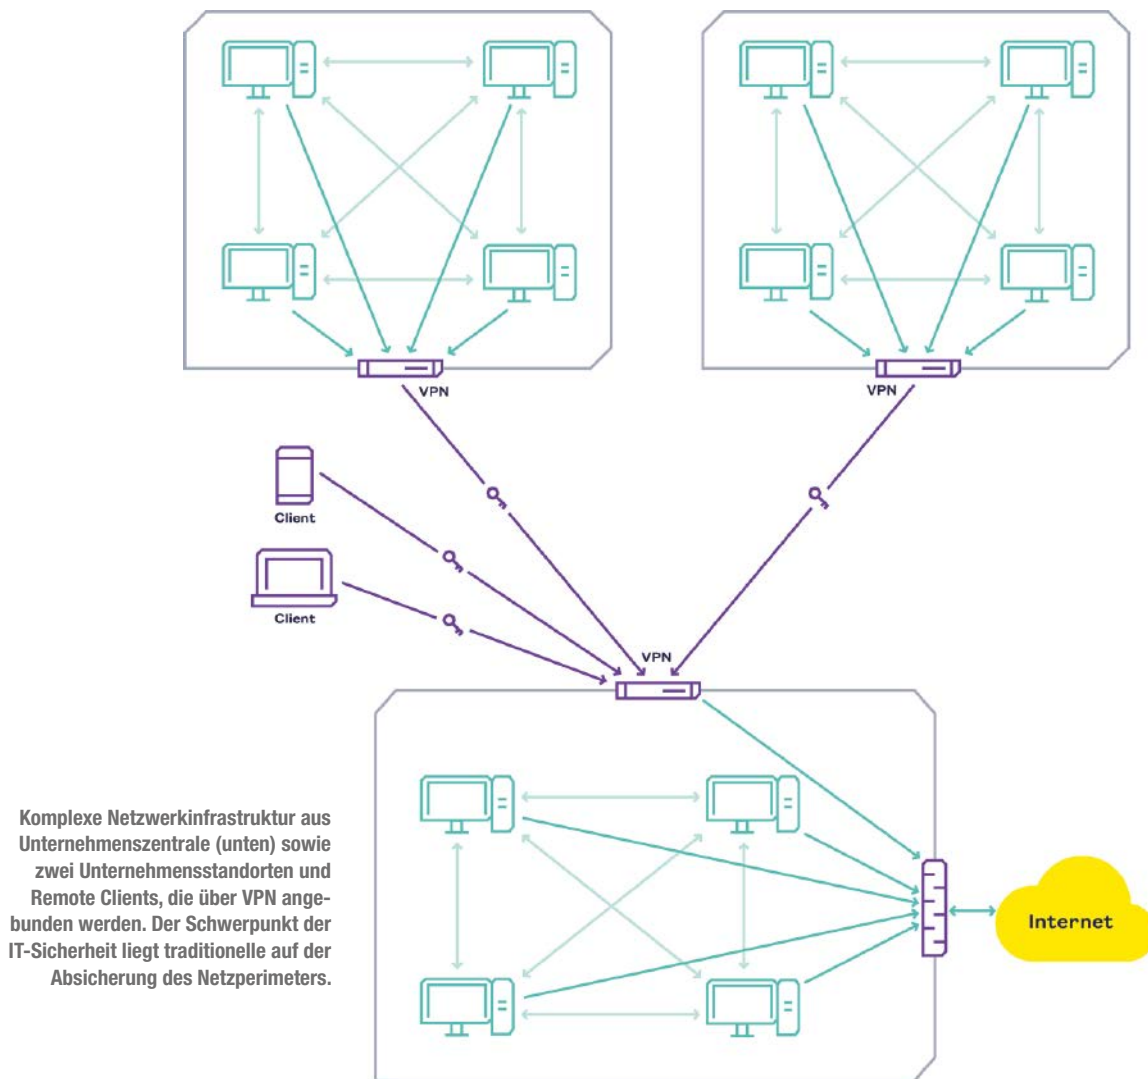 VPN
VPN
Client
Client
VPN
Komplexe Netzwerkinfrastruktur aus
Unternehmenszentrale (unten) sowie
zwei Unternehmensstandorten und
Remote Clients, die über VPN ange-
bunden werden. Der Schwerpunkt der
IT-Sicherheit liegt traditionelle auf der
Absicherung des Netzperimeters.
Internet